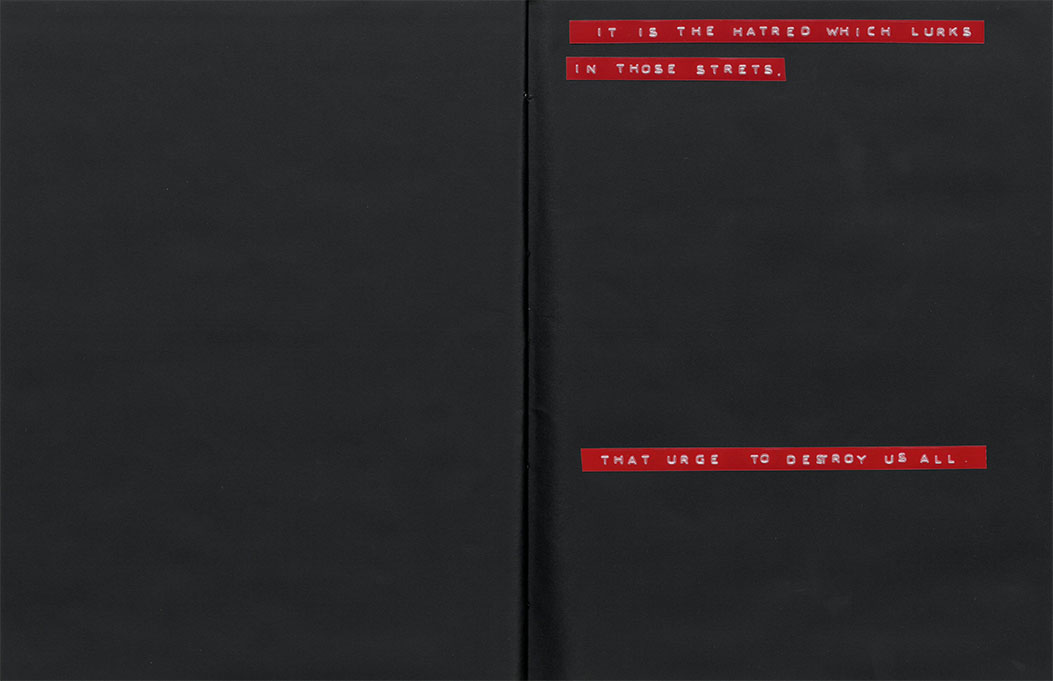 IT IS THE HATRED WHICH LURKS
IN THOSE STRETS.
THAT URGE TO DESTROY US ALL.